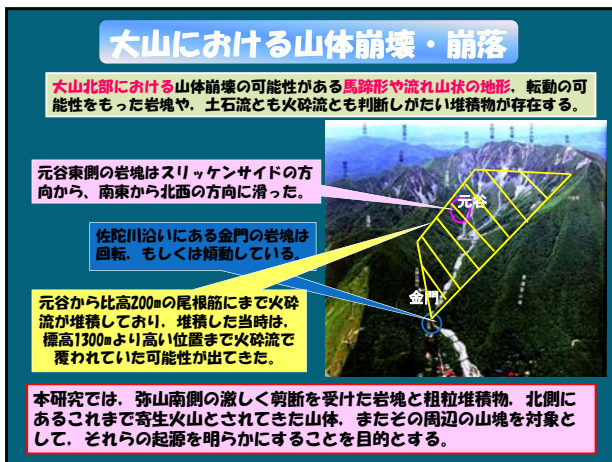 大山における山体崩壊・崩落
大山北部における山体崩壊の可能性がある馬蹄形や流れ山状の地形，転動の可
能性をもった岩塊や，土石流とも火砕流とも判断しがたい堆積物が存在する。
元谷東側の岩塊はスリッケンサイドの方
向から、南東から北西の方向に滑った。
元谷
佐陀川沿いにある金門の岩塊は
回転，もしくは傾動している。
金門
元谷から比高200mの尾根筋にまで火砕
流が堆積しており，堆積した当時は，
標高1300mより高い位置まで火砕流で
覆われていた可能性が出てきた。
本研究では，弥山南側の激しく剪断を受けた岩塊と粗粒堆積物，北側に
あるこれまで寄生火山とされてきた山体，またその周辺の山塊を対象と
して，それらの起源を明らかにすることを目的とする。